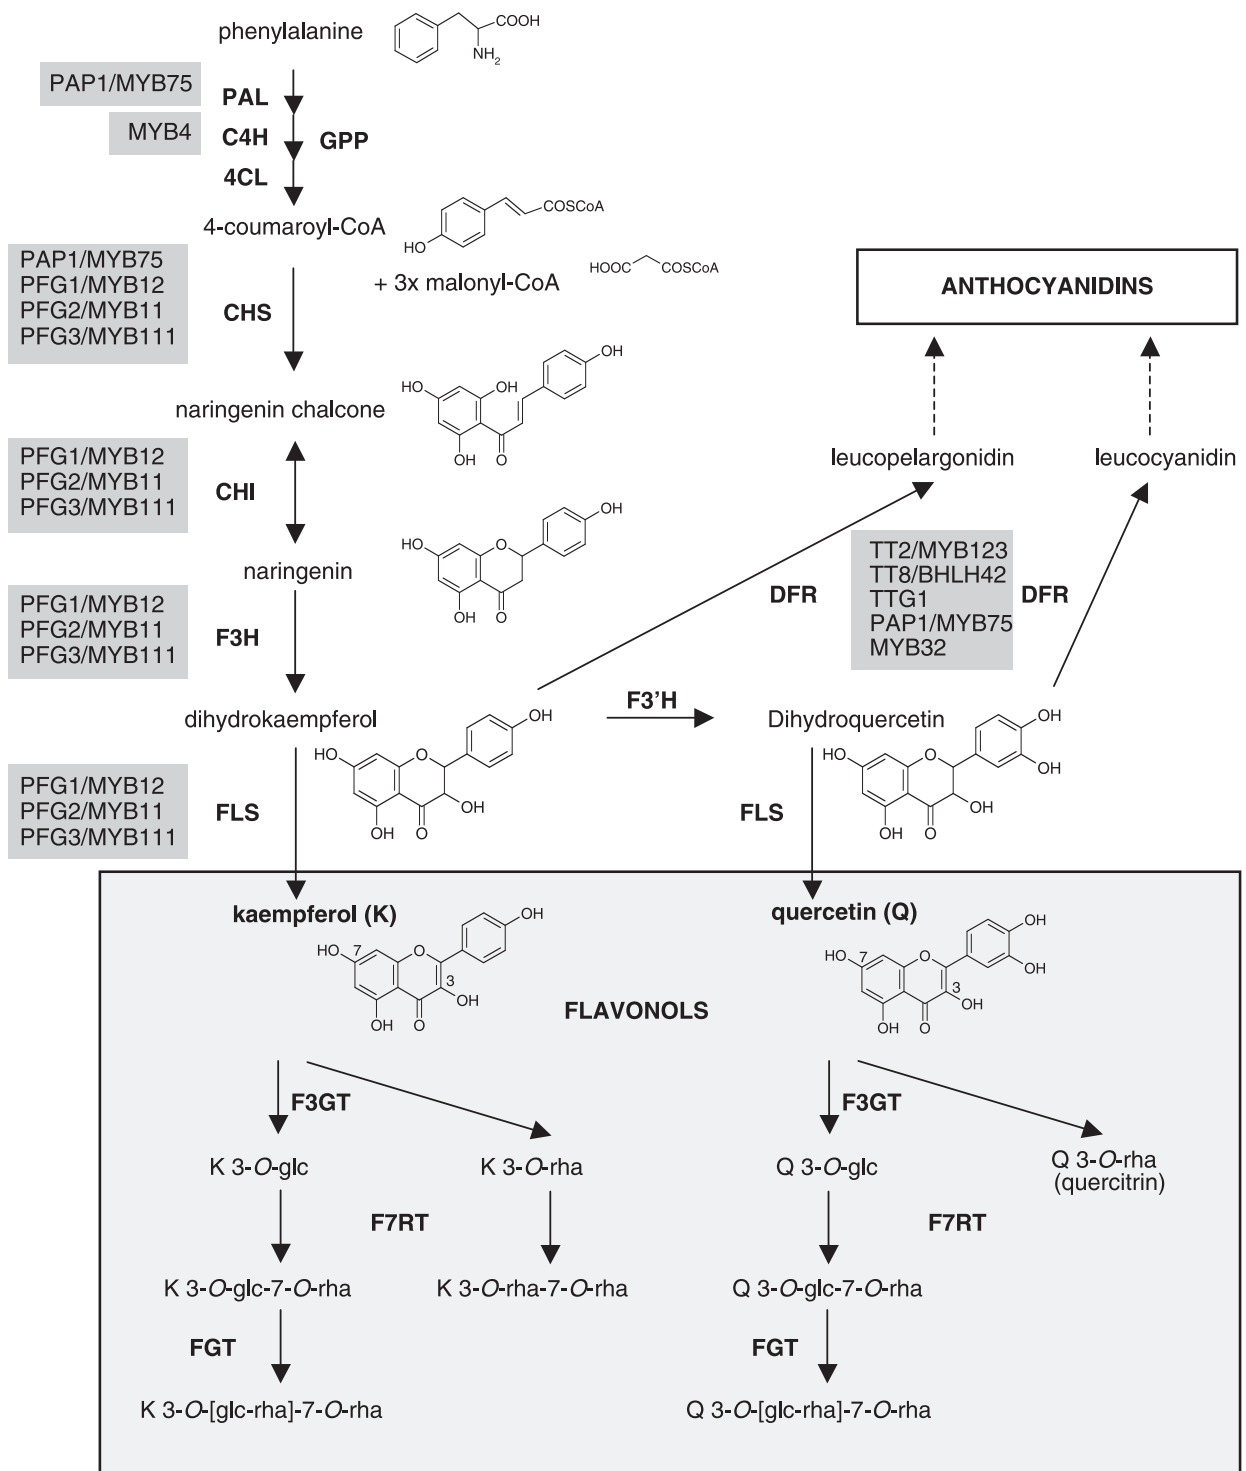 phenylalanine
COOH
NH2
PAP1/MYB75
PAL
MYB4
C4H
GPP
4CL
4-coumaroyl-CoA
COSCoA
HO
+ 3x malonyl-CoA
HOOC
COSCoA
PAP1/MYB75
PFG1/MYB12
PFG2/MYB11
PFG3/MYB111
CHS
ANTHOCYANIDINS
naringenin chalcone
HO
OH
OH
OH
O
leucopelargonidin
leucocyanidin
PFG1/MYB12
PFG2/MYB11
PFG3/MYB111
CHI
naringenin
HO
O
OH
OH
O
TT2/MYB123
TT8/BHLH42
TTG1
PAP1/MYB75
MYB32
DFR
DFR
PFG1/MYB12
PFG2/MYB11
PFG3/MYB111
F3H
dihydrokaempferol
HO
O
OH
OH
OH
O
F3'H
Dihydroquercetin
HO
O
OH
OH
OH
OH
O
PFG1/MYB12
PFG2/MYB11
PFG3/MYB111
FLS
FLS
kaempferol (K)
HO
7
O
OH
3
OH
OH
O
quercetin (Q)
HO
7
O
OH
OH
3
OH
OH
O
FLAVONOLS
F3GT
F3GT
K 3-O-glc
K 3-O-rha
Q 3-O-glc
Q 3-O-rha
(quercitrin)
F7RT
F7RT
K 3-O-glc-7-O-rha
K 3-O-rha-7-O-rha
Q 3-O-glc-7-O-rha
FGT
FGT
K 3-O-[glc-rha]-7-O-rha
Q 3-O-[glc-rha]-7-O-rha